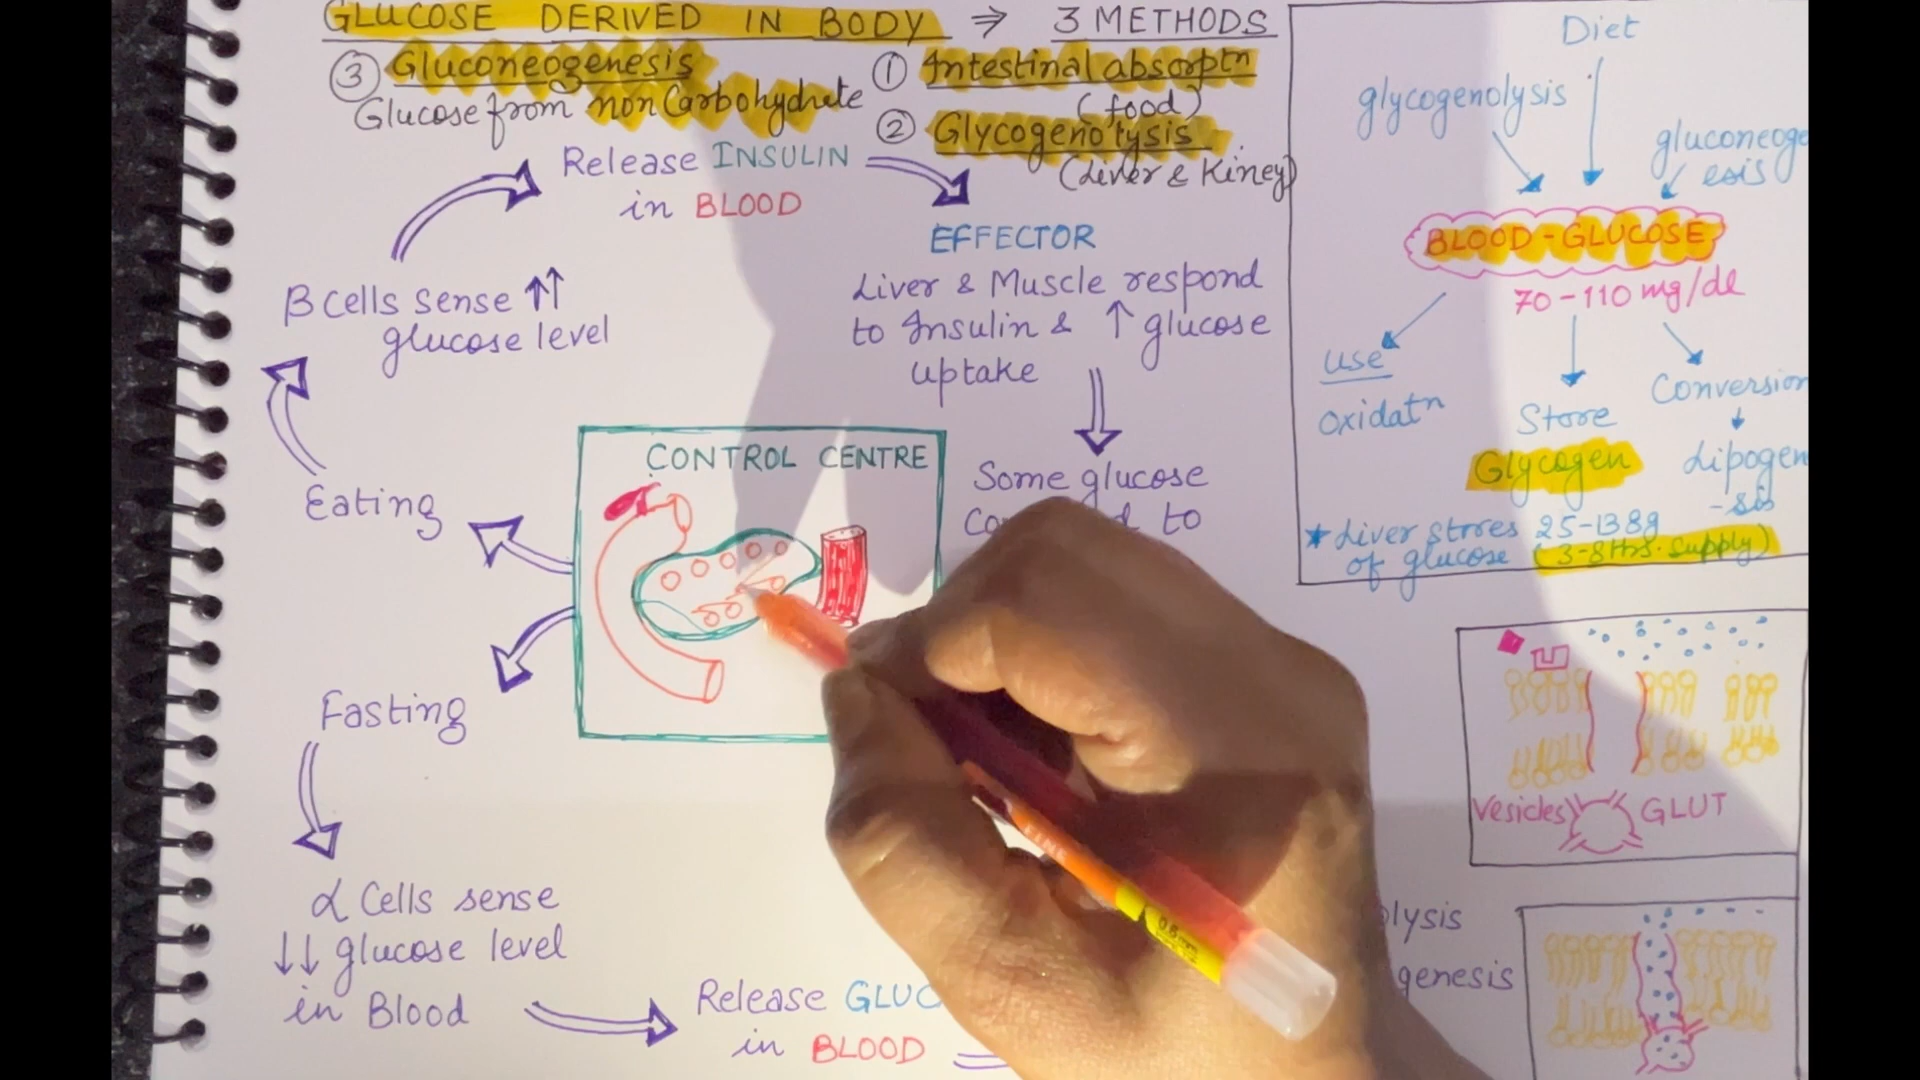 GLUCOSE DERIVED IN BODY ⇒ 3 METHODS
③ Gluconeogenesis
Glucose from non Carbohydrate
① Intestinal absorptn
(food)
② Glycogenolysis
(Liver & Kiney)
Release INSULIN
in BLOOD
EFFECTOR
Liver & Muscle respond
to Insulin & ↑ glucose
uptake
Some glucose
to
β Cells sense ↑↑
glucose level
Eating
CONTROL CENTRE
Fasting
α Cells sense
↓↓ glucose level
in Blood
Release GLUC
in BLOOD
Diet
glycogenolysis
gluconeog
esis
BLOOD-GLUCOSE
70-110 mg/dl
use
Oxidatn
Store
Glycogen
Conversion
↓
Lipogen
-sis
* Liver stores 25-138g
of glucose (3-8Hrs. Supply)
Vesicles
GLUT
lysis
genesis
0.6mm